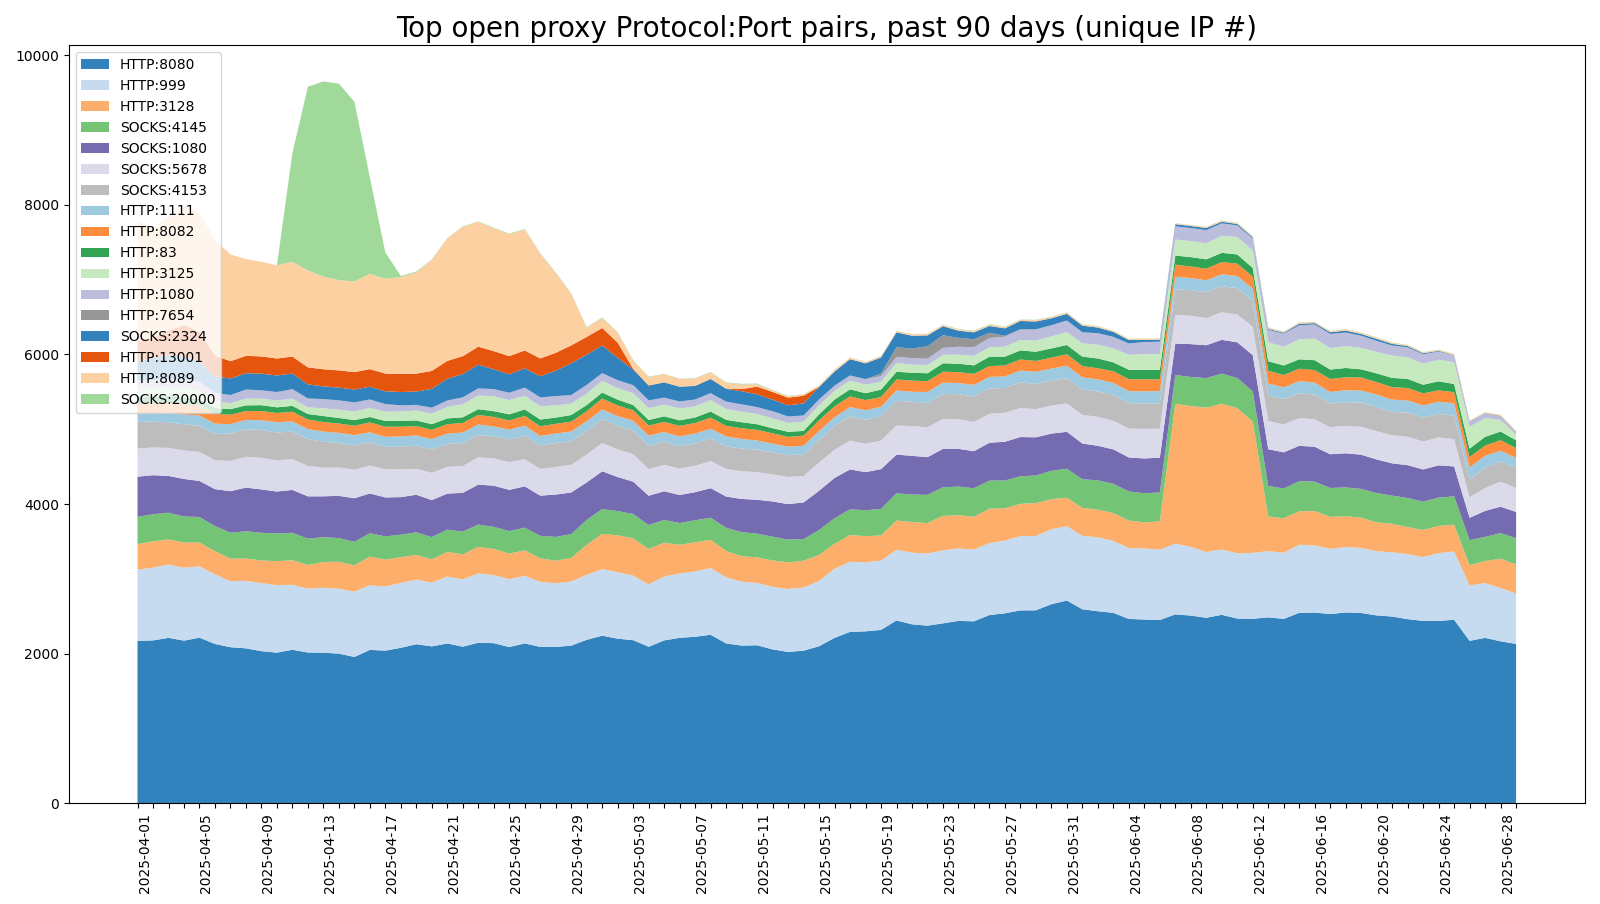 Top open proxy Protocol:Port pairs, past 90 days (unique IP #)
10000
8000
6000
4000
2000
0
HTTP:8080
HTTP:999
HTTP:3128
SOCKS:4145
SOCKS:1080
SOCKS:5678
SOCKS:4153
HTTP:1111
HTTP:8082
HTTP:83
HTTP:3125
HTTP:1080
HTTP:7654
SOCKS:2324
HTTP:13001
HTTP:8089
SOCKS:20000
2025-04-01
2025-04-05
2025-04-09
2025-04-13
2025-04-17
2025-04-21
2025-04-25
2025-04-29
2025-05-03
2025-05-07
2025-05-11
2025-05-15
2025-05-19
2025-05-23
2025-05-27
2025-05-31
2025-06-04
2025-06-08
2025-06-12
2025-06-16
2025-06-20
2025-06-24
2025-06-28